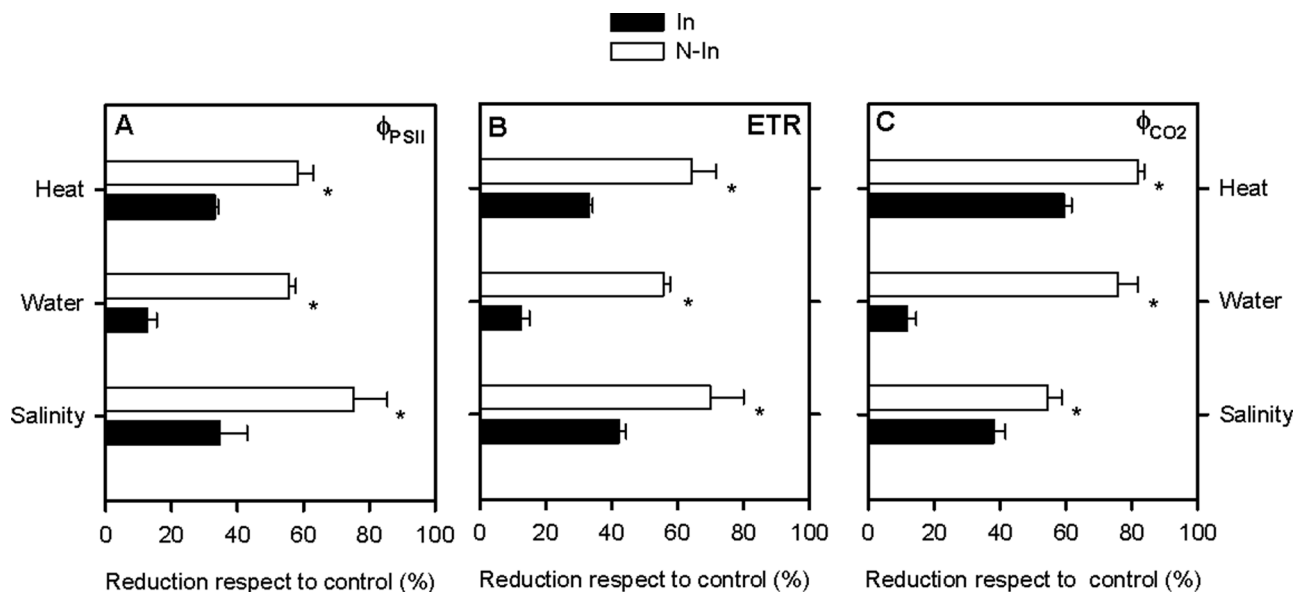 In
N-In
A ϕPSII
B ETR
C ϕCO2
Heat
Water
Salinity
*
*
*
*
*
*
*
*
*
Heat
Water
Salinity
0 20 40 60 80 100
0 20 40 60 80 100
0 20 40 60 80 100
Reduction respect to control (%)
Reduction respect to control (%)
Reduction respect to control (%)